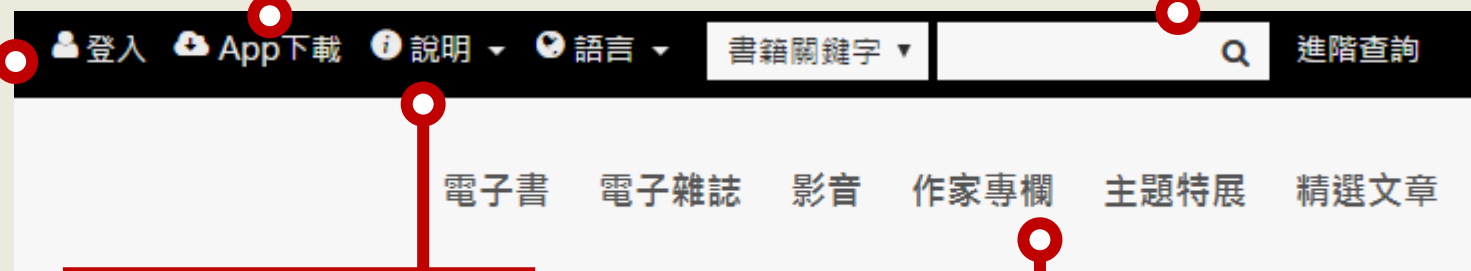 登入 App下載 說明 語言 書籍關鍵字 進階查詢
電子書 電子雜誌 影音 作家專欄 主題特展 精選文章